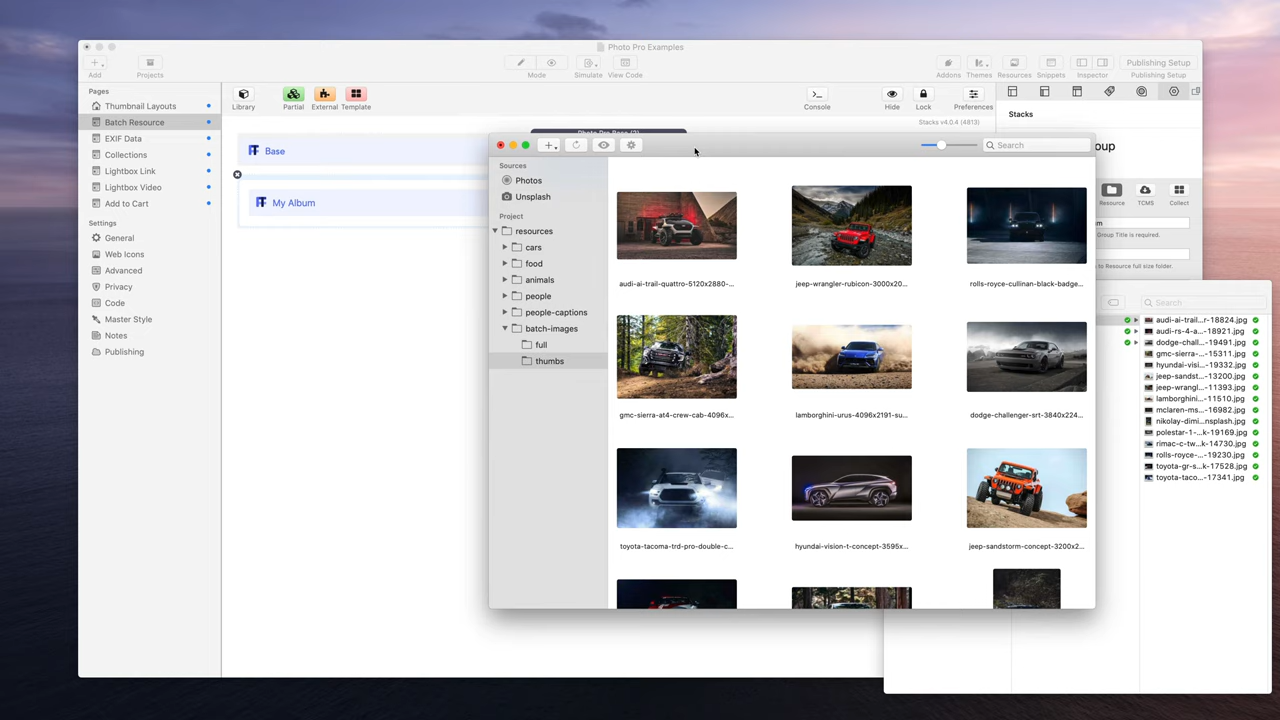 Photo Pro Examples
Add
Projects
Mode
Simulate
View Code
Addons
Themes
Resources
Snippets
Inspector
Publishing Setup
Publishing Setup
Pages
Thumbnail Layouts
Batch Resource
EXIF Data
Collections
Lightbox Link
Lightbox Video
Add to Cart
Settings
General
Web Icons
Advanced
Privacy
Code
Master Style
Notes
Publishing
Library
Partial
External
Template
Console
Hide
Lock
Preferences
Stacks v4.0.4 (4813)
Base
My Album
Stacks
Resource
TCMS
Collect
Group Title is required.
to Resource full size folder.
Search
Sources
Photos
Unsplash
Project
resources
cars
food
animals
people
people-captions
batch-images
full
thumbs
audi-ai-trail-quattro-5120x2880-...
jeep-wrangler-rubicon-3000x20...
rolls-royce-cullinan-black-badge...
gmc-sierra-at4-crew-cab-4096x...
lamborghini-urus-4096x2191-su...
dodge-challenger-srt-3840x224...
toyota-tacoma-trd-pro-double-c...
hyundai-vision-t-concept-3595x...
jeep-sandstorm-concept-3200x2...
Search
audi-ai-trail...r-18824.jpg
audi-rs-4-a...-18921.jpg
dodge-chall...-19491.jpg
gmc-sierra-...-15311.jpg
hyundai-visi...-19332.jpg
jeep-sandst...-13200.jpg
jeep-wrangl...-11393.jpg
lamborghini...-11510.jpg
mclaren-ms...-16982.jpg
nikolay-dimi...nsplash.jpg
polestar-1-...k-19169.jpg
rimac-c-tw...k-14730.jpg
rolls-royce-...-19230.jpg
toyota-gr-s...k-17528.jpg
toyota-taco...-17341.jpg